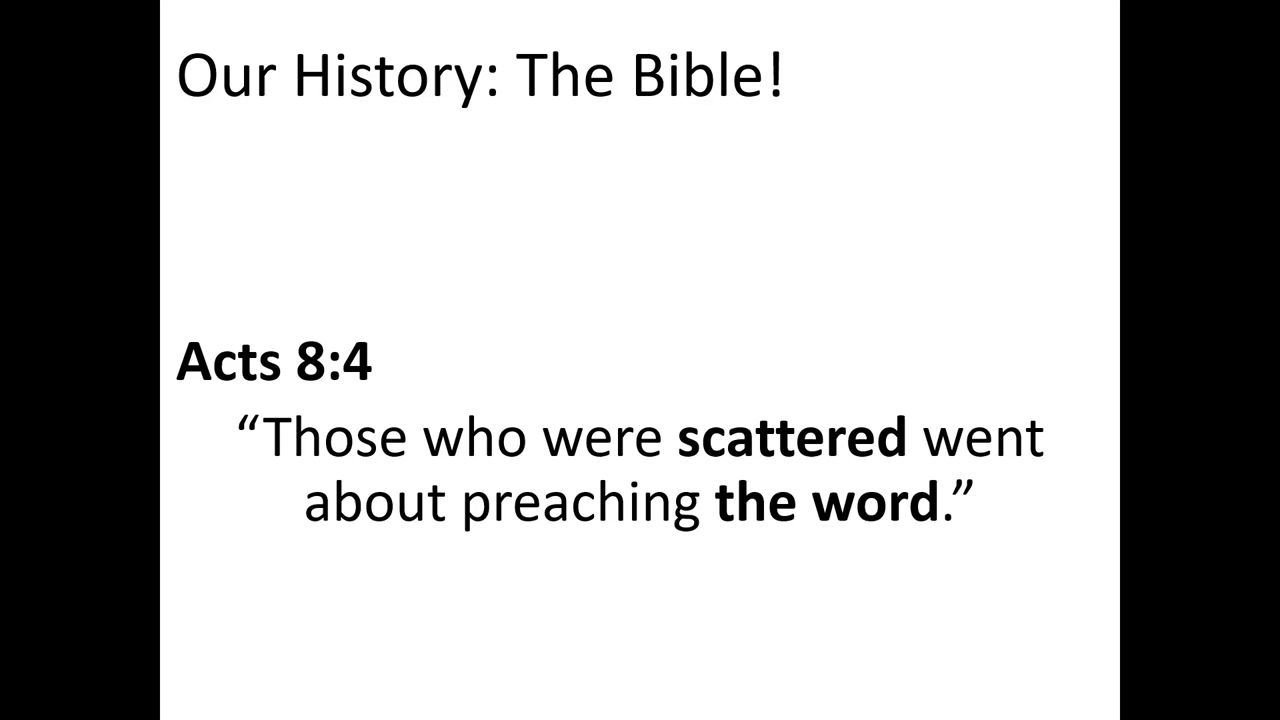 Our History: The Bible!
Acts 8:4
“Those who were scattered went
about preaching the word.”